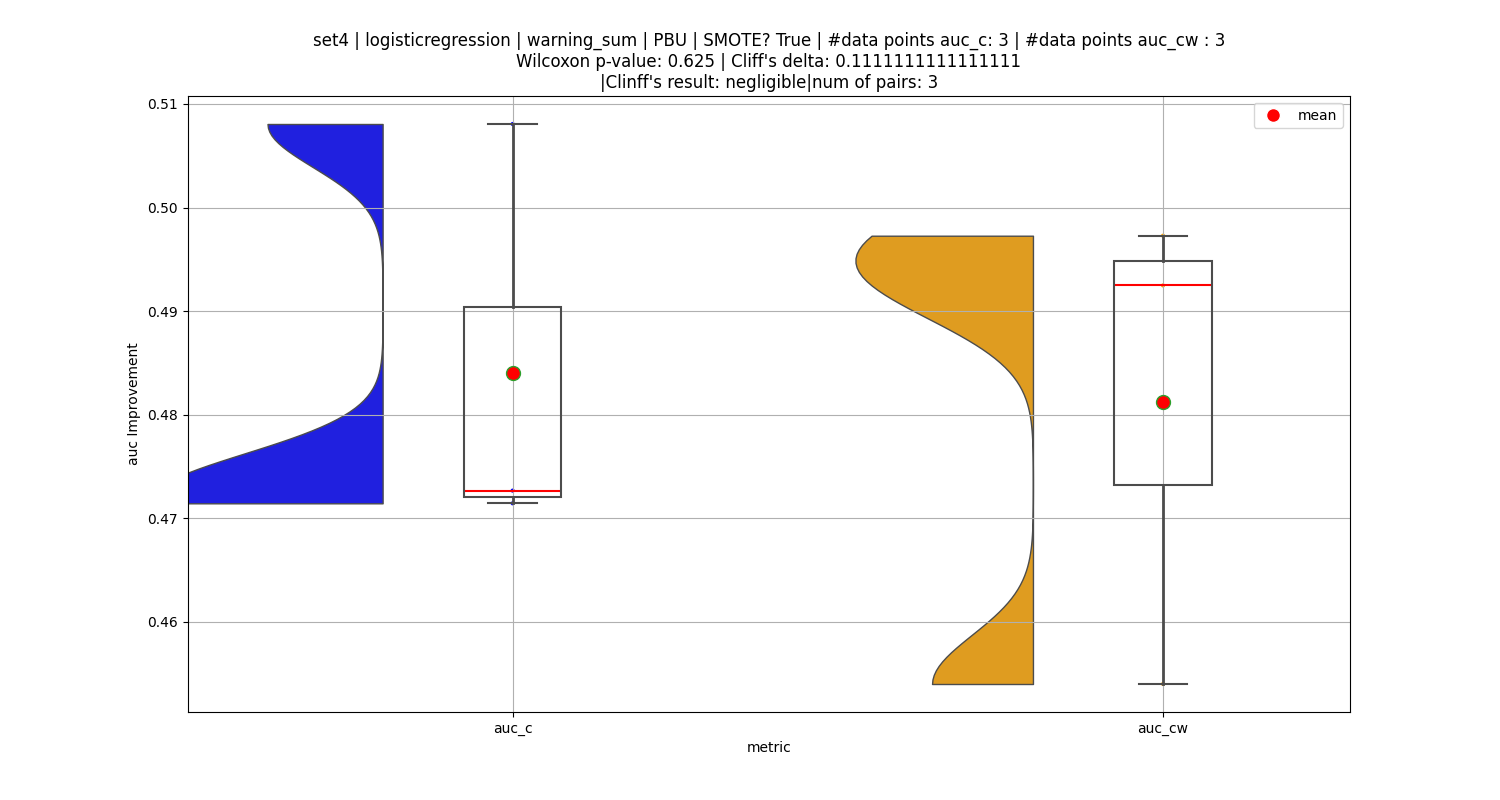 set4 | logisticregression | warning_sum | PBU | SMOTE? True | #data points auc_c: 3 | #data points auc_cw : 3
Wilcoxon p-value: 0.625 | Cliff's delta: 0.1111111111111111
|Clinff's result: negligible|num of pairs: 3
mean
0.51
0.50
0.49
0.48
0.47
0.46
auc Improvement
auc_c
auc_cw
metric